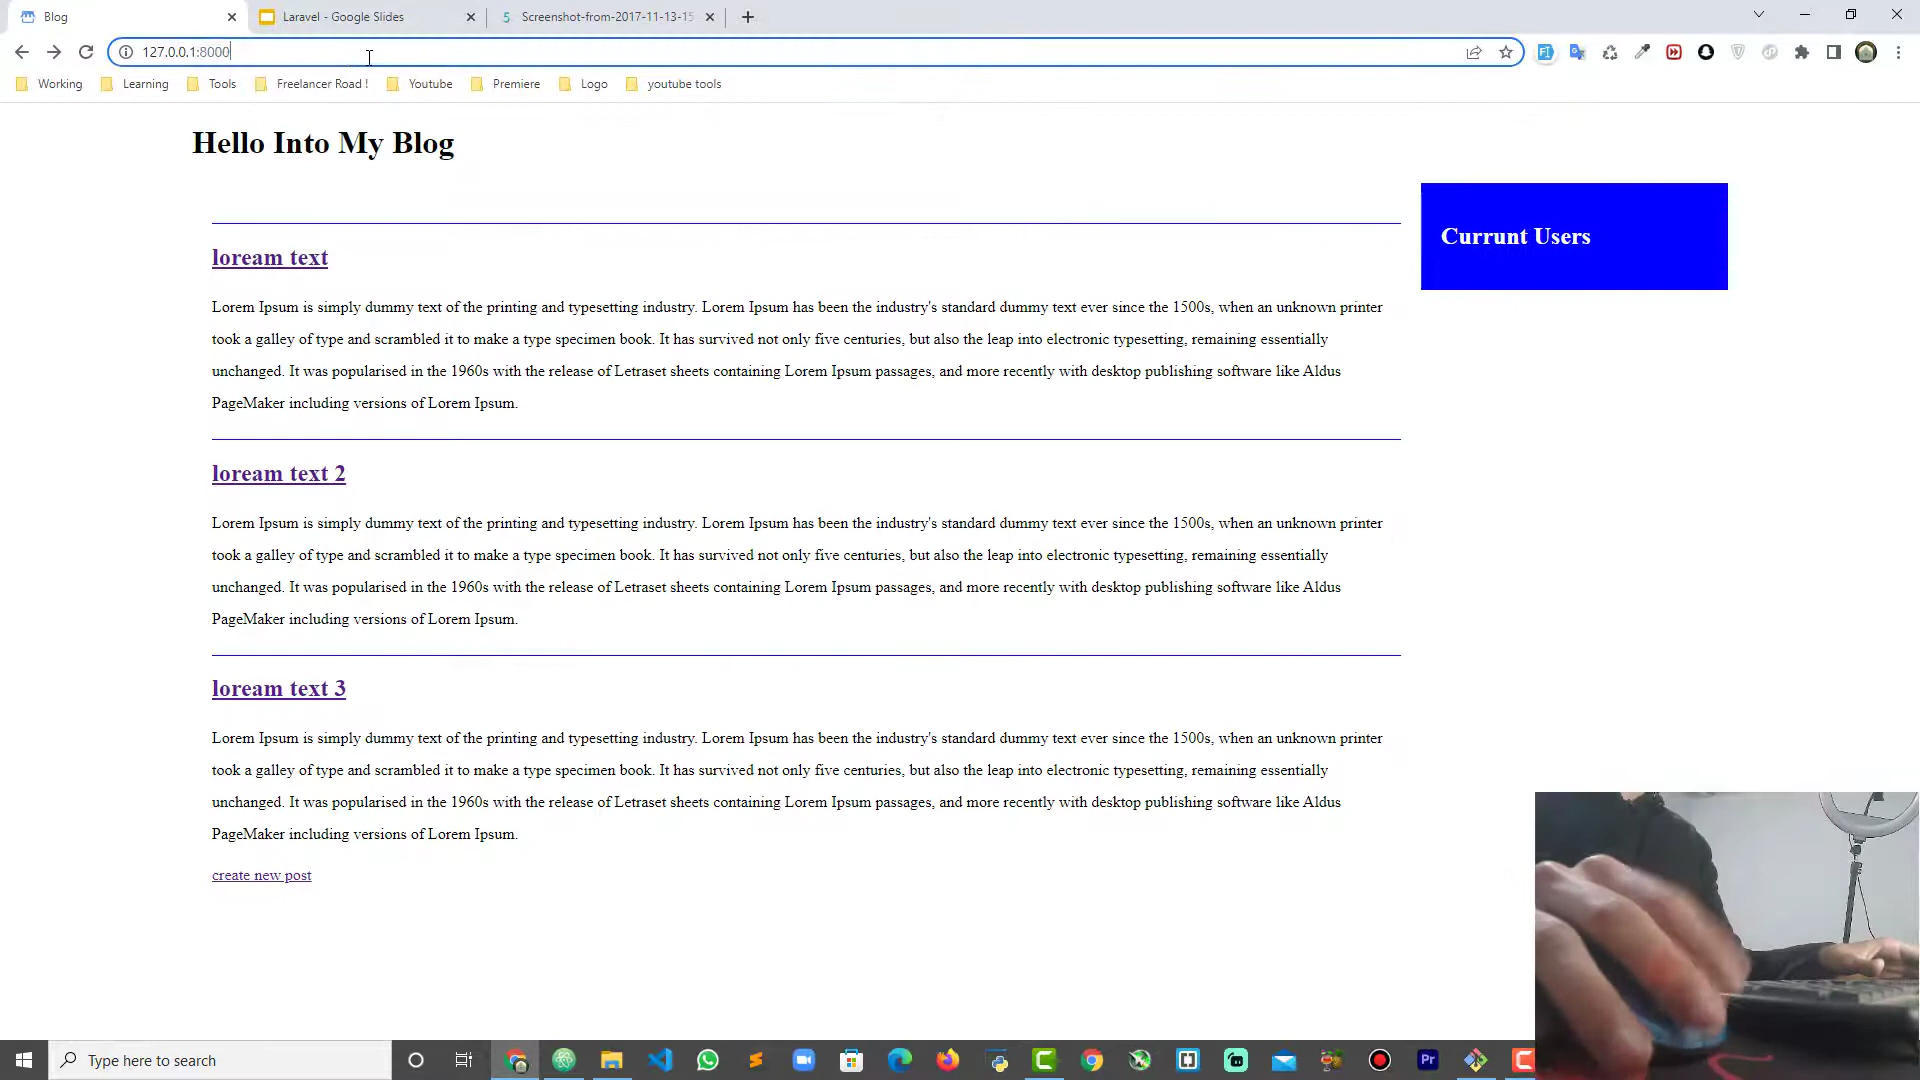 Blog
Laravel - Google Slides
Screenshot-from-2017-11-13-15
127.0.0.1:8000
Working
Learning
Tools
Freelancer Road !
Youtube
Premiere
Logo
youtube tools
Hello Into My Blog
Currunt Users
loream text
Lorem Ipsum is simply dummy text of the printing and typesetting industry. Lorem Ipsum has been the industry's standard dummy text ever since the 1500s, when an unknown printer
took a galley of type and scrambled it to make a type specimen book. It has survived not only five centuries, but also the leap into electronic typesetting, remaining essentially
unchanged. It was popularised in the 1960s with the release of Letraset sheets containing Lorem Ipsum passages, and more recently with desktop publishing software like Aldus
PageMaker including versions of Lorem Ipsum.
loream text 2
Lorem Ipsum is simply dummy text of the printing and typesetting industry. Lorem Ipsum has been the industry's standard dummy text ever since the 1500s, when an unknown printer
took a galley of type and scrambled it to make a type specimen book. It has survived not only five centuries, but also the leap into electronic typesetting, remaining essentially
unchanged. It was popularised in the 1960s with the release of Letraset sheets containing Lorem Ipsum passages, and more recently with desktop publishing software like Aldus
PageMaker including versions of Lorem Ipsum.
loream text 3
Lorem Ipsum is simply dummy text of the printing and typesetting industry. Lorem Ipsum has been the industry's standard dummy text ever since the 1500s, when an unknown printer
took a galley of type and scrambled it to make a type specimen book. It has survived not only five centuries, but also the leap into electronic typesetting, remaining essentially
unchanged. It was popularised in the 1960s with the release of Letraset sheets containing Lorem Ipsum passages, and more recently with desktop publishing software like Aldus
PageMaker including versions of Lorem Ipsum.
create new post
Type here to search
Pr